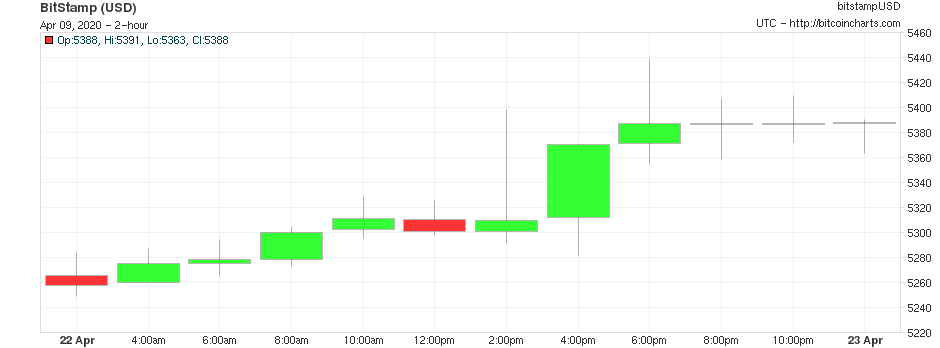 BitStamp (USD)
bitstampUSD
Apr 09, 2020 - 2-hour
UTC - http://bitcoincharts.com
Op:5388, Hi:5391, Lo:5363, Cl:5388
5460
5440
5420
5400
5380
5360
5340
5320
5300
5280
5260
5240
5220
22 Apr
4:00am
6:00am
8:00am
10:00am
12:00pm
2:00pm
4:00pm
6:00pm
8:00pm
10:00pm
23 Apr